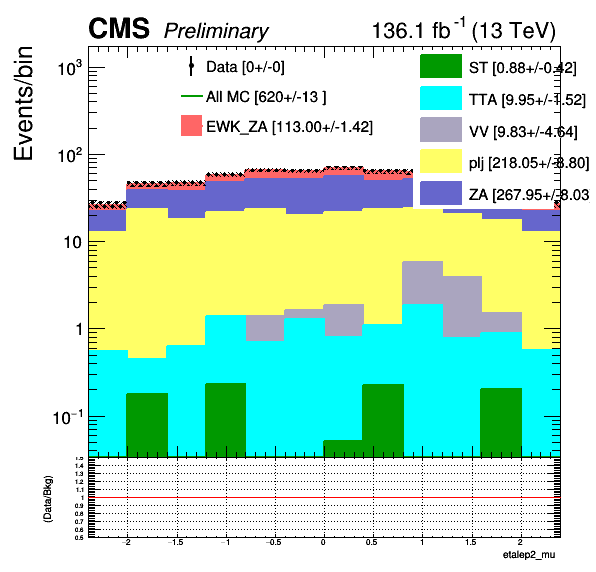 CMS Preliminary 136.1 fb⁻¹ (13 TeV)
Events/bin
Data [0+/-0]
All MC [620+/-13 ]
EWK_ZA [113.00+/-1.42]
ST [0.88+/-0.42]
TTA [9.95+/-1.52]
VV [9.83+/-4.64]
plj [218.05+/-8.80]
ZA [267.95+/-8.03
10³
10²
10
1
10⁻¹
(Data/Bkg)
1.5
1.4
1.3
1.2
1.1
1
0.9
0.8
0.7
0.6
0.5
−2 −1.5 −1 −0.5 0 0.5 1 1.5 2
etalep2_mu